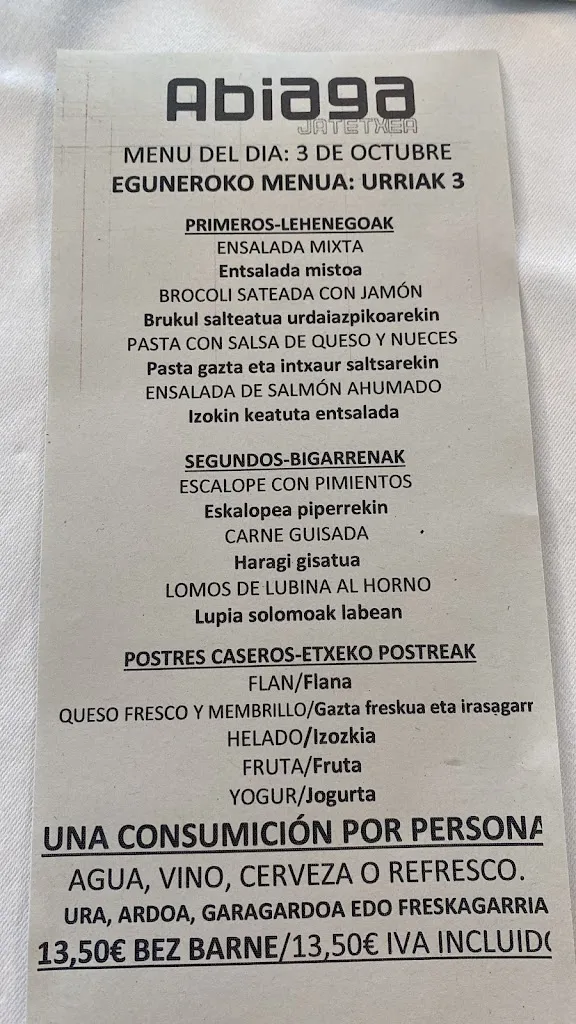 Abiaga
JATETXEA
MENU DEL DIA: 3 DE OCTUBRE
EGUNEROKO MENUA: URRIAK 3
PRIMEROS-LEHENEGOAK
ENSALADA MIXTA
Entsalada mistoa
BROCOLI SATEADA CON JAMÓN
Brukul salteatua urdaiazpikoarekin
PASTA CON SALSA DE QUESO Y NUECES
Pasta gazta eta intxaur saltsarekin
ENSALADA DE SALMÓN AHUMADO
Izokin keatuta entsalada
SEGUNDOS-BIGARRENAK
ESCALOPE CON PIMIENTOS
Eskalopea piperrekin
CARNE GUISADA
Haragi gisatua
LOMOS DE LUBINA AL HORNO
Lupia solomoak labean
POSTRES CASEROS-ETXEKO POSTREAK
FLAN/Flana
QUESO FRESCO Y MEMBRILLO/Gazta freskua eta irasagarr
HELADO/Izozkia
FRUTA/Fruta
YOGUR/Jogurta
UNA CONSUMICIÓN POR PERSONA
AGUA, VINO, CERVEZA O REFRESCO.
URA, ARDOA, GARAGARDOA EDO FRESKAGARRIA
13,50€ BEZ BARNE/13,50€ IVA INCLUIDO